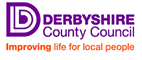 DERBYSHIRE
County Council
Improving life for local people